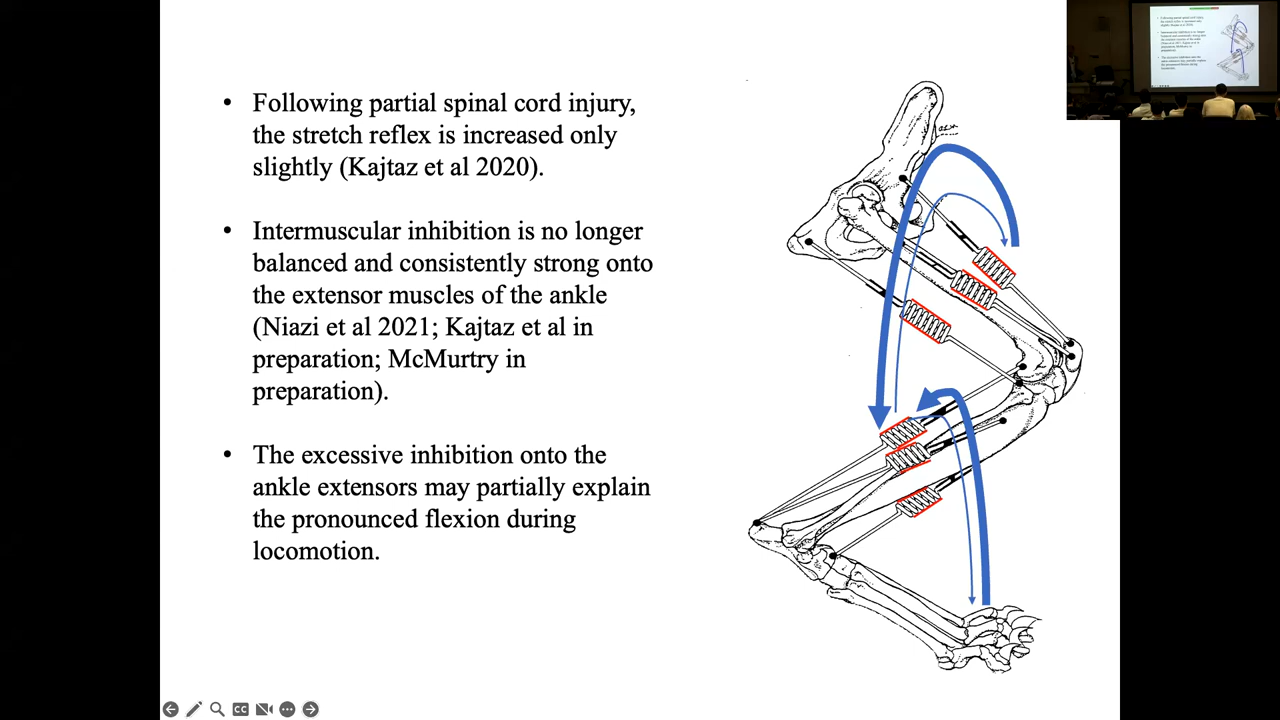 • Following partial spinal cord injury,
the stretch reflex is increased only
slightly (Kajtaz et al 2020).
• Intermuscular inhibition is no longer
balanced and consistently strong onto
the extensor muscles of the ankle
(Niazi et al 2021; Kajtaz et al in
preparation; McMurtry in
preparation).
• The excessive inhibition onto the
ankle extensors may partially explain
the pronounced flexion during
locomotion.
CC